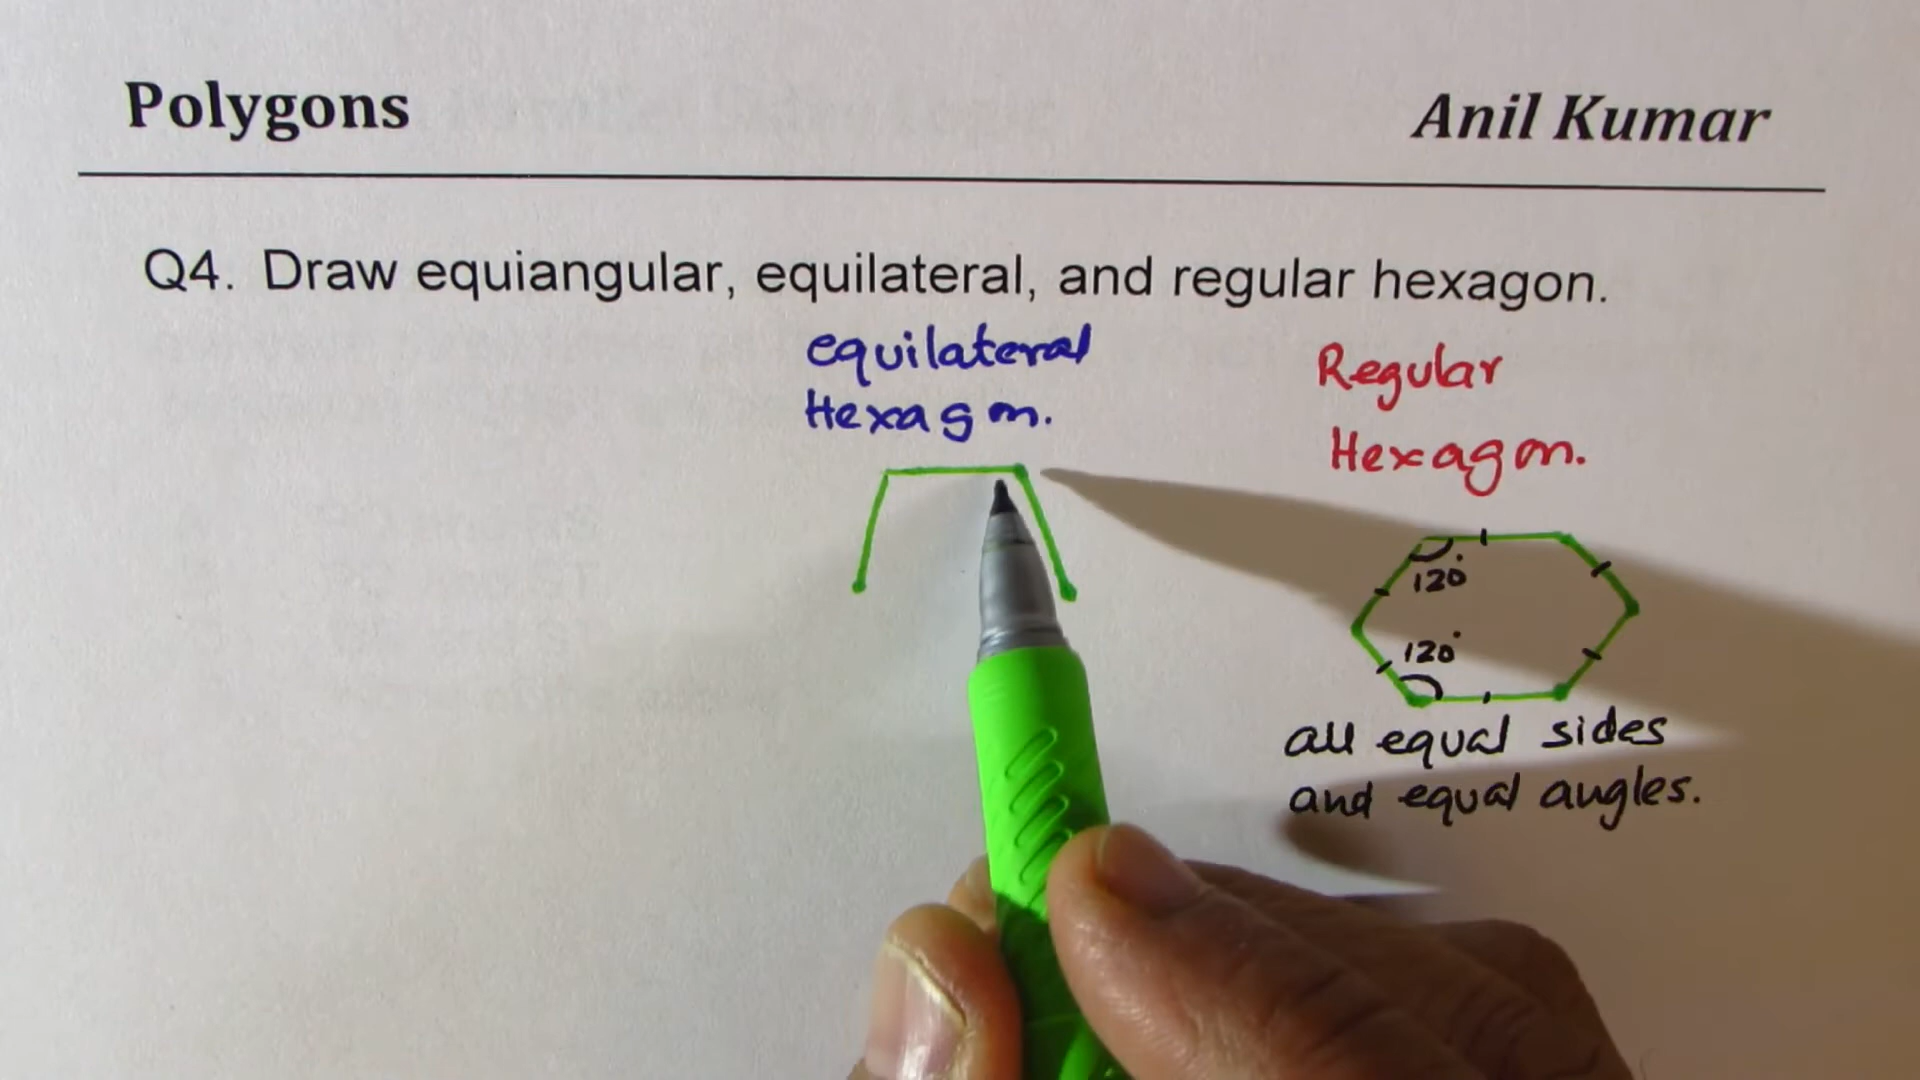 Polygons
Anil Kumar
Q4. Draw equiangular, equilateral, and regular hexagon.
equilateral
Hexagon.
Regular
Hexagon.
120°
120°
all equal sides
and equal angles.